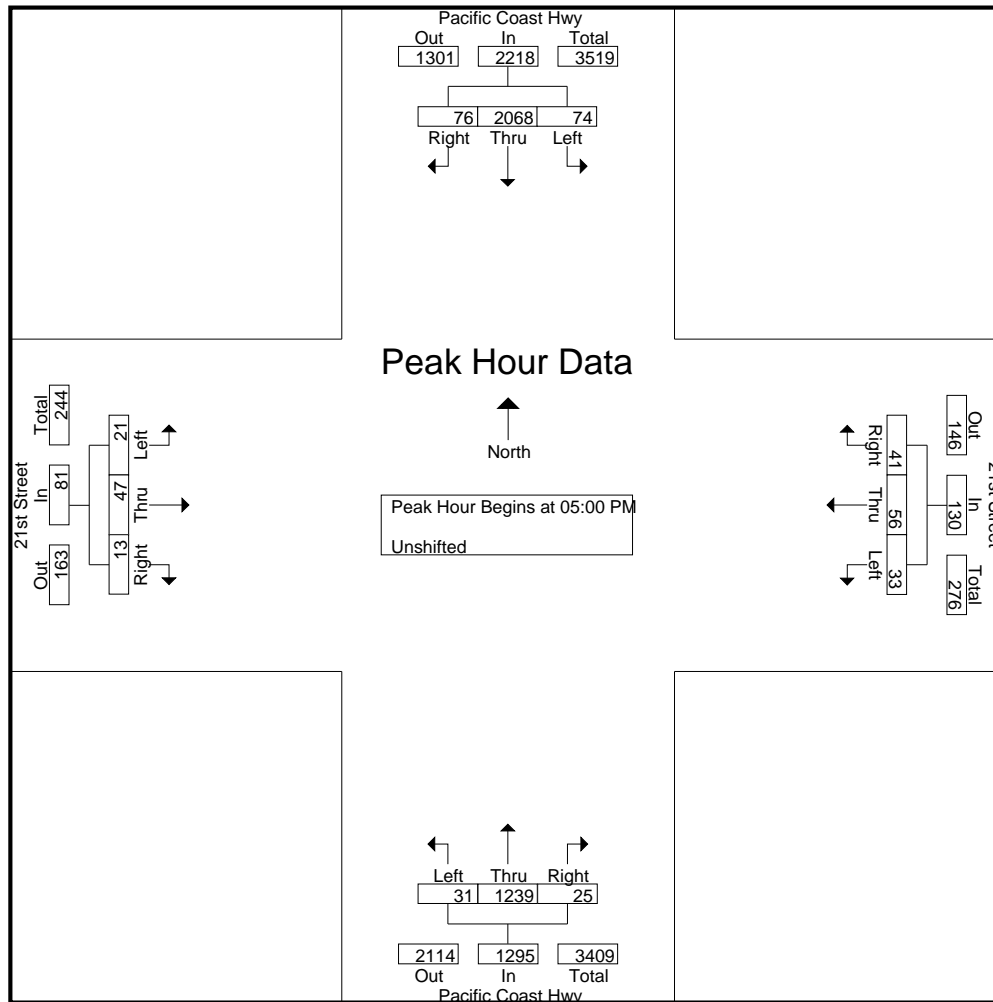 Pacific Coast Hwy
Out In Total
1301 2218 3519
76 2068 74
Right Thru Left
Peak Hour Data
North
Peak Hour Begins at 05:00 PM
Unshifted
21st Street
Total In Out
244 81 163
21 47 13
Left Thru Right
Right Thru Left
41 56 33
146 130 276
Out In Total
21st Street
Left Thru Right
31 1239 25
2114 1295 3409
Out In Total
Pacific Coast Hwy